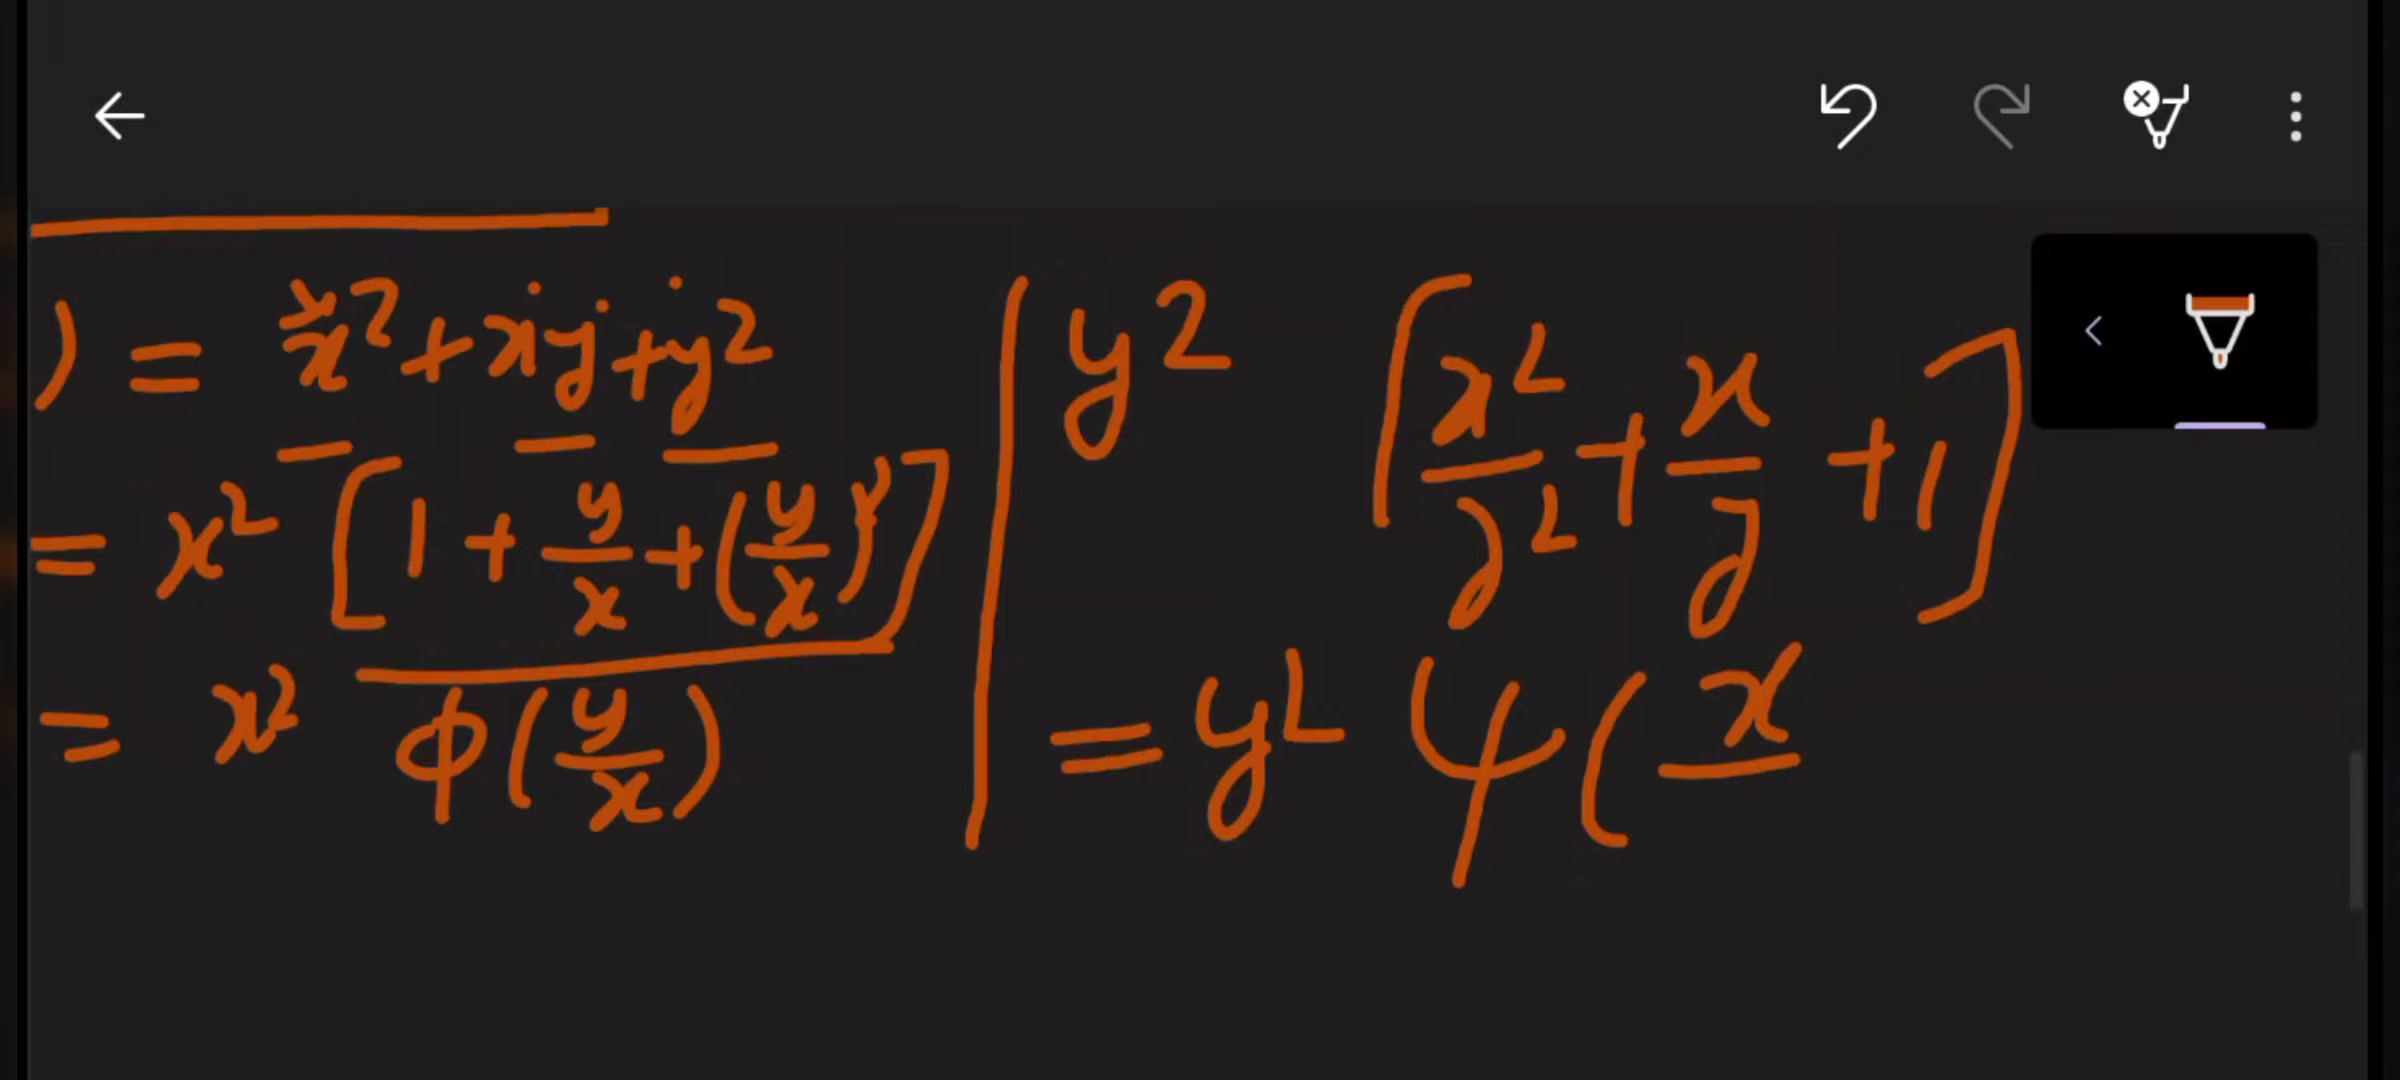 ) = x² + xy + y²
= x² [1 + y/x + (y/x)²]
= x² φ(y/x)
y² [x²/y² + x/y + 1]
= y² ψ(x/